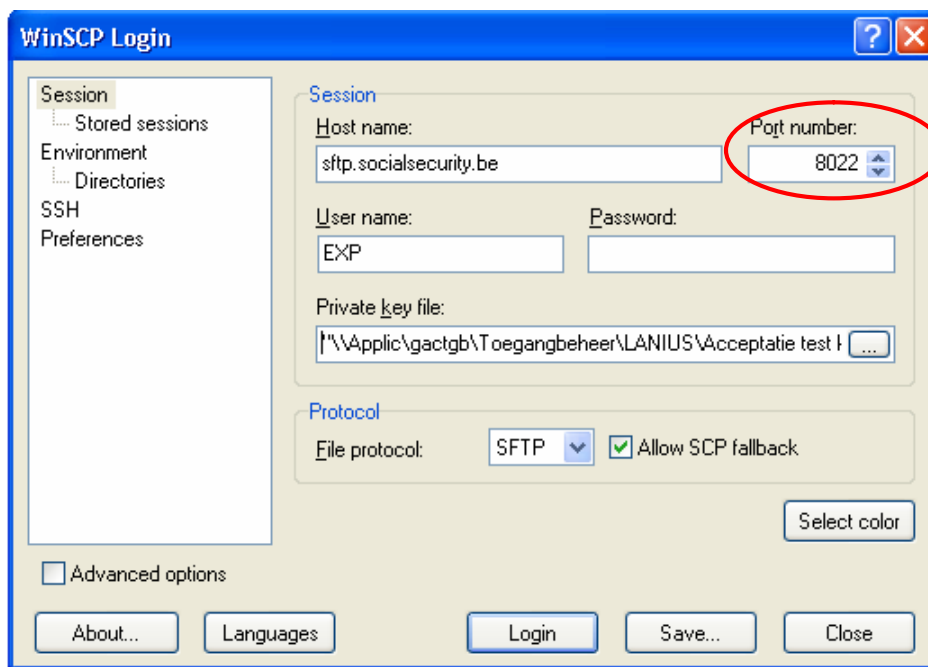 WinSCP Login
Session
Stored sessions
Environment
Directories
SSH
Preferences
Session
Host name:
Port number:
sftp.socialsecurity.be
8022
User name:
Password:
EXP
Private key file:
"\\Applic\gactgb\Toegangbeheer\LANIUS\Acceptatie test
...
Protocol
File protocol:
SFTP
Allow SCP fallback
Select color
Advanced options
About...
Languages
Login
Save...
Close